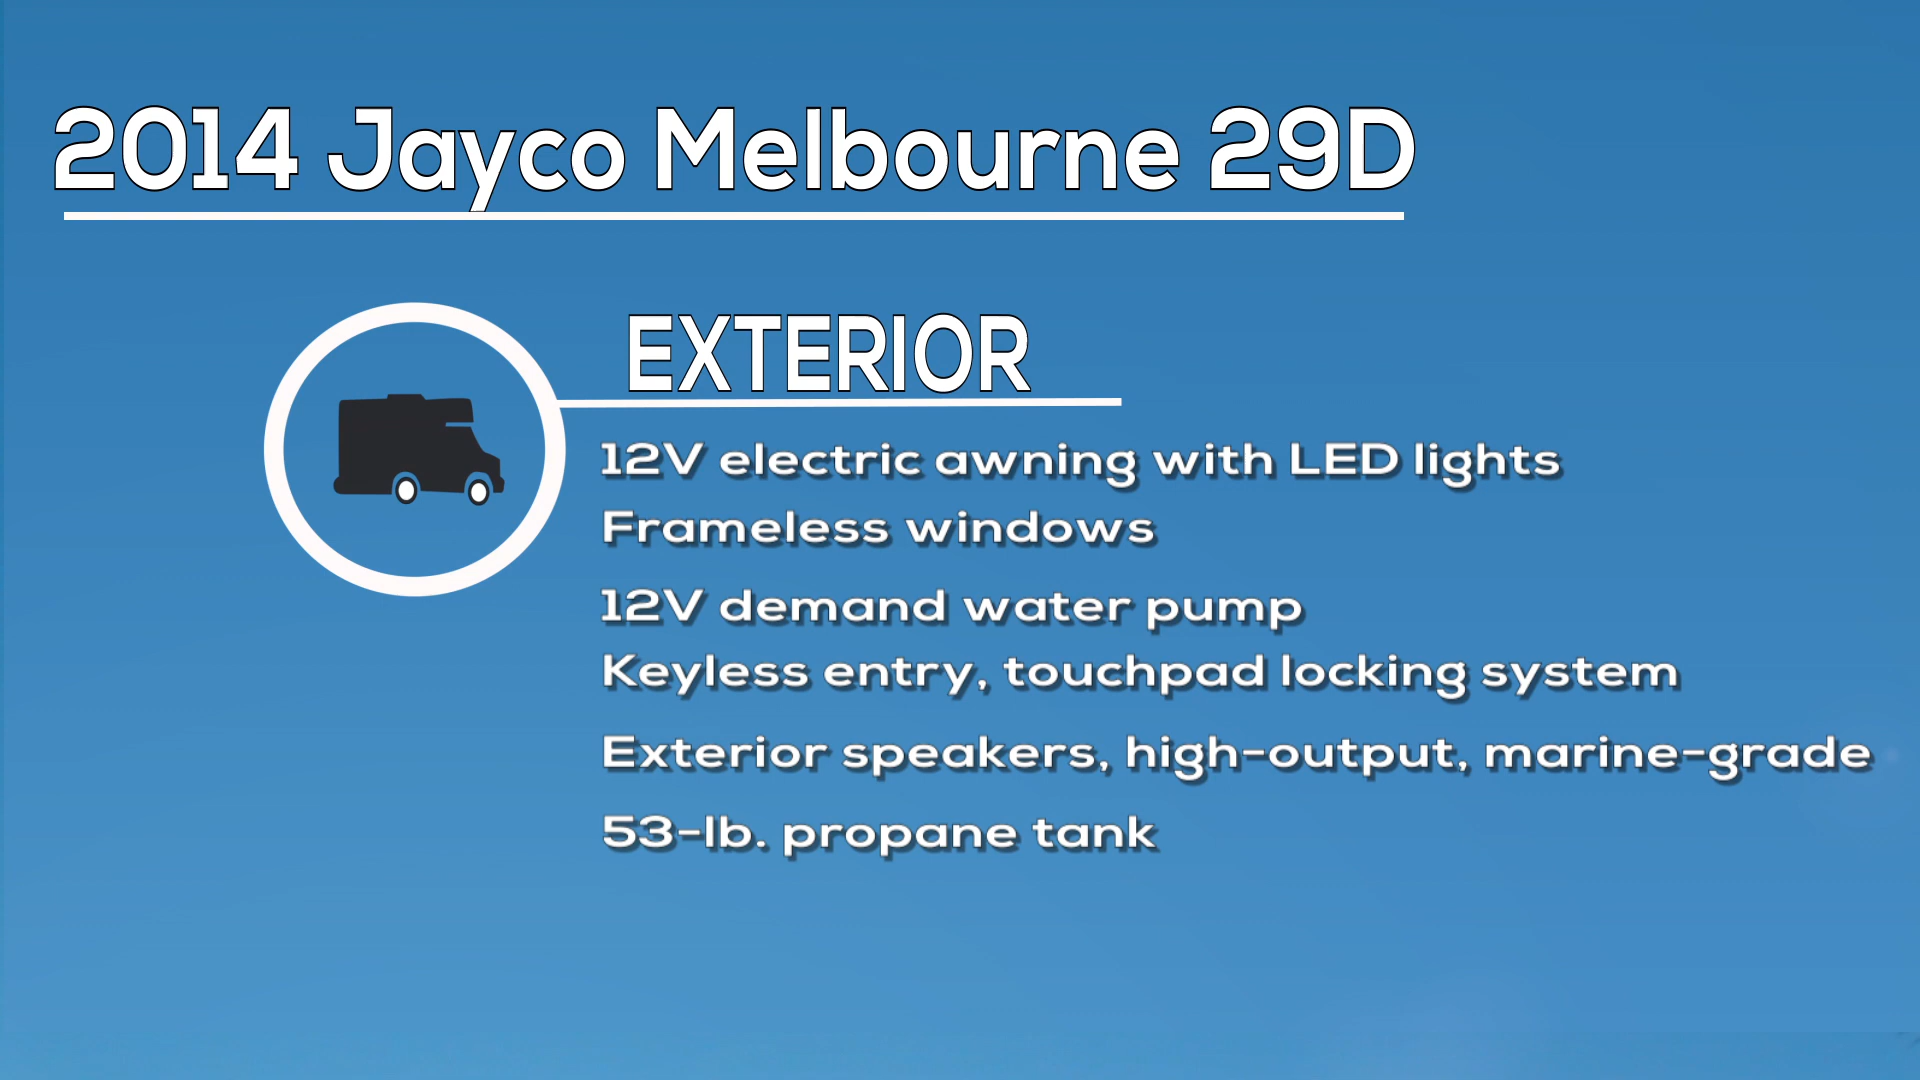 2014 Jayco Melbourne 29D
EXTERIOR
12V electric awning with LED lights
Frameless windows
12V demand water pump
Keyless entry, touchpad locking system
Exterior speakers, high-output, marine-grade
53-lb. propane tank